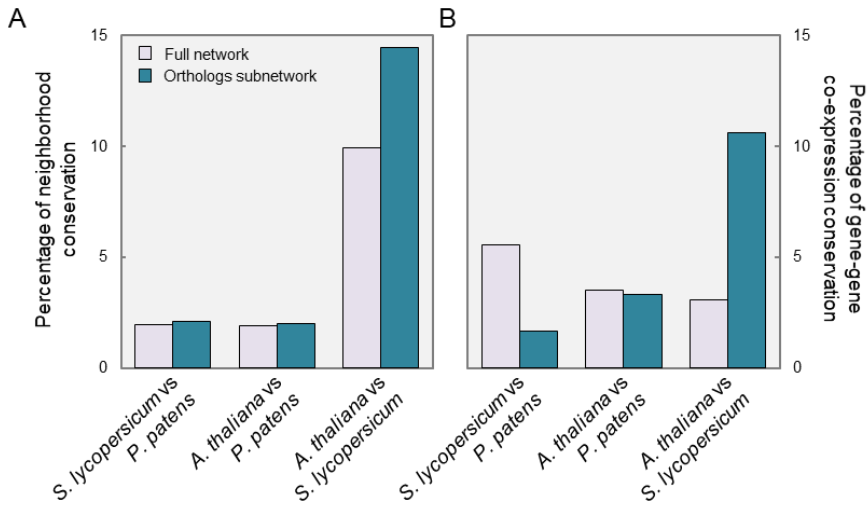 A
B
Percentage of neighborhood
conservation
15
10
5
0
Full network
Orthologs subnetwork
S. lycopersicum vs
P. patens
A. thaliana vs
P. patens
A. thaliana vs
S. lycopersicum
S. lycopersicum vs
P. patens
A. thaliana vs
P. patens
A. thaliana vs
S. lycopersicum
15
10
5
0
Percentage of gene-gene
co-expression conservation